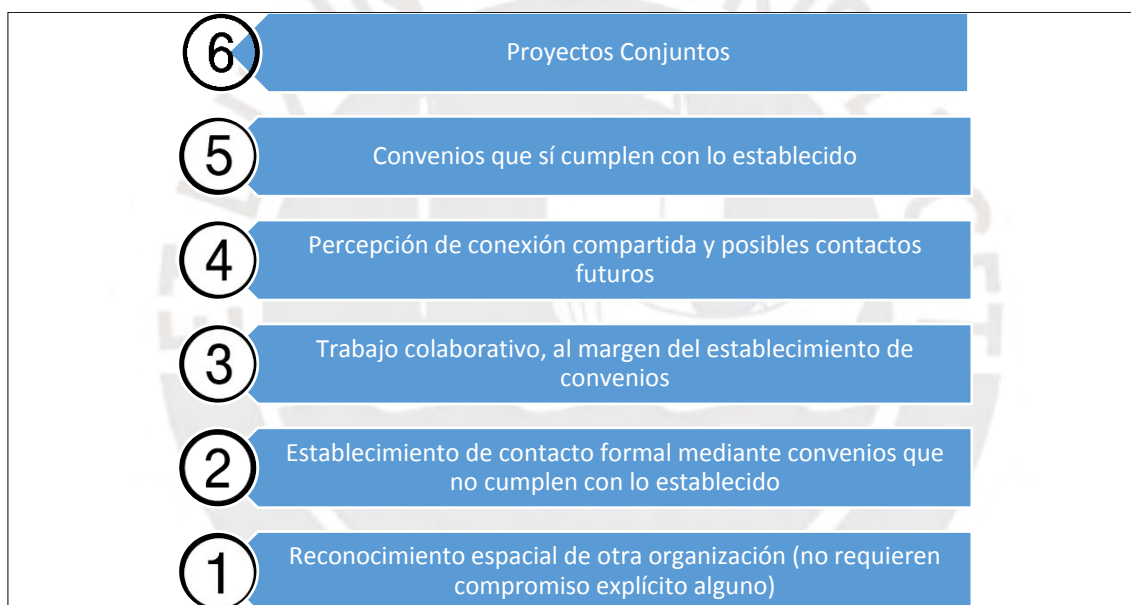 6
Proyectos Conjuntos
5
Convenios que sí cumplen con lo establecido
4
Percepción de conexión compartida y posibles contactos
futuros
3
Trabajo colaborativo, al margen del establecimiento de
convenios
2
Establecimiento de contacto formal mediante convenios que
no cumplen con lo establecido
1
Reconocimiento espacial de otra organización (no requieren
compromiso explícito alguno)